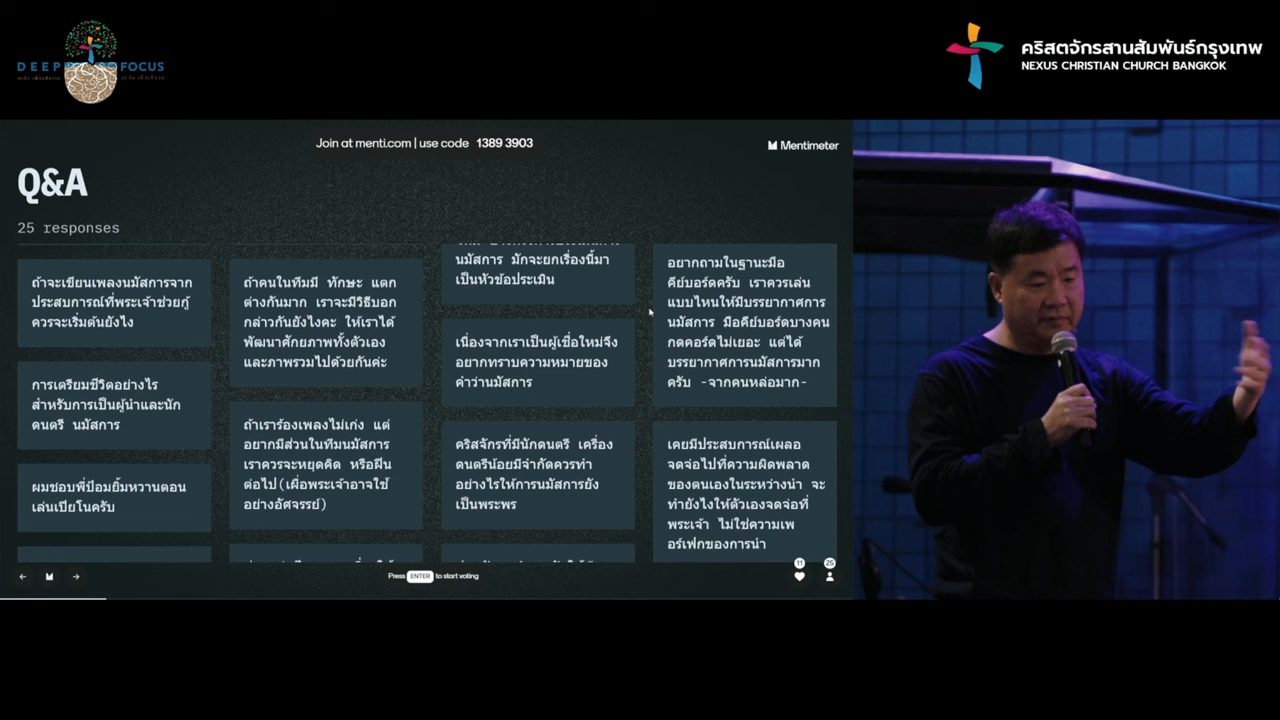 DEEP FOCUS
คริสตจักรสานสัมพันธ์กรุงเทพ
NEXUS CHRISTIAN CHURCH BANGKOK
Join at menti.com | use code 1389 3903
Mentimeter
Q&A
25 responses
ถ้าจะเขียนเพลงนมัสการจาก
ประสบการณ์ที่พระเจ้าช่วยกู้
ควรจะเริ่มต้นยังไง
การเตรียมชีวิตอย่างไร
สำหรับการเป็นผู้นำและนัก
ดนตรี นมัสการ
ผมชอบพี่ป้อมยิ้มหวานตอน
เล่นเปียโนครับ
ถ้าคนในทีมมี ทักษะ แตก
ต่างกันมาก เราจะมีวิธีบอก
กล่าวกันยังไงคะ ให้เราได้
พัฒนาศักยภาพทั้งตัวเอง
และภาพรวมไปด้วยกันค่ะ
ถ้าเราร้องเพลงไม่เก่ง แต่
อยากมีส่วนในทีมนมัสการ
เราควรจะหยุดคิด หรือฝืน
ต่อไป(เผื่อพระเจ้าอาจใช้
อย่างอัศจรรย์)
นมัสการ มักจะยกเรื่องนี้มา
เป็นหัวข้อประเมิน
เนื่องจากเราเป็นผู้เชื่อใหม่จึง
อยากทราบความหมายของ
คำว่านมัสการ
คริสจักรที่มีนักดนตรี เครื่อง
ดนตรีน้อยมีจำกัดควรทำ
อย่างไรให้การนมัสการยัง
เป็นพระพร
อยากถามในฐานะมือ
คีย์บอร์ดครับ เราควรเล่น
แบบไหนให้มีบรรยากาศการ
นมัสการ มือคีย์บอร์ดบางคน
กดคอร์ดไม่เยอะ แต่ได้
บรรยากาศการนมัสการมาก
ครับ -จากคนหล่อมาก-
เคยมีประสบการณ์เผลอ
จดจ่อไปที่ความผิดพลาด
ของตนเองในระหว่างนำ จะ
ทำยังไงให้ตัวเองจดจ่อที่
พระเจ้า ไม่ใช่ความเพ
อร์เฟกของการนำ
Press ENTER to start voting
11
25